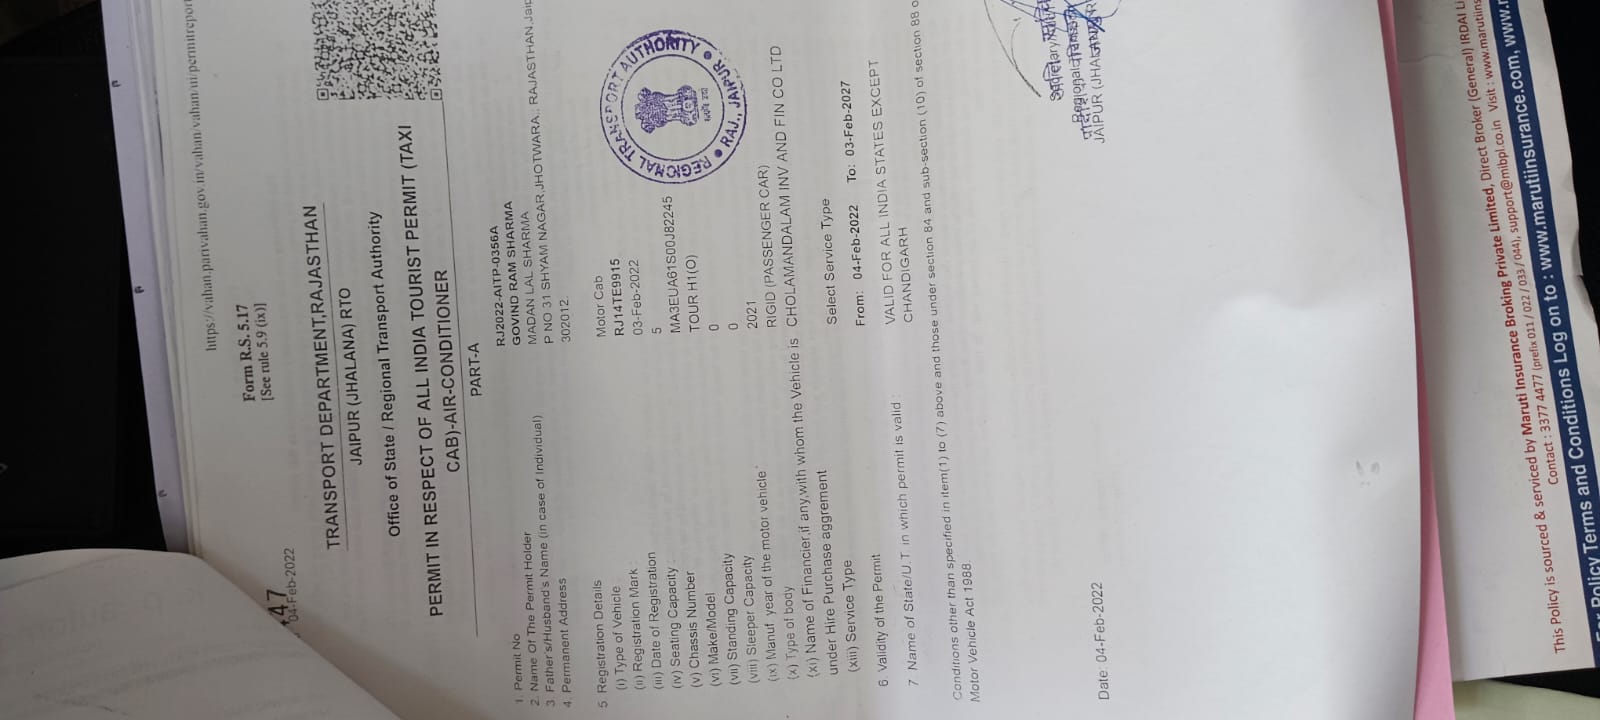 https://vahan.parivahan.gov.in/vahan/vahan/ui/permitreport
Form R.S. 5.17
[See rule 5.9 (ix)]
47
04-Feb-2022
TRANSPORT DEPARTMENT,RAJASTHAN
JAIPUR (JHALANA) RTO
Office of State / Regional Transport Authority
PERMIT IN RESPECT OF ALL INDIA TOURIST PERMIT (TAXI
CAB)-AIR-CONDITIONER
PART-A
1. Permit No RJ2022-AITP-0356A
2. Name Of The Permit Holder GOVIND RAM SHARMA
3 Father s/Husband s Name (in case of Individual) MADAN LAL SHARMA
4. Permanent Address P NO 31 SHYAM NAGAR,JHOTWARA,. RAJASTHAN,Jaip
302012.
5 Registration Details
(i) Type of Vehicle : Motor Cab
(ii) Registration Mark : RJ14TE9915
(iii) Date of Registration 03-Feb-2022
(iv) Seating Capacity : 5
(v) Chassis Number MA3EUA61S00J82245
(vi) Make/Model TOUR H1(O)
(vii) Standing Capacity 0
(viii) Sleeper Capacity 0
(ix) Manuf year of the motor vehicle 2021
(x) Type of body RIGID (PASSENGER CAR)
(xi) Name of Financier,if any,with whom the Vehicle is CHOLAMANDALAM INV AND FIN CO LTD
under Hire Purchase aggrement
(xiii) Service Type Select Service Type
6 Validity of the Permit From: 04-Feb-2022 To: 03-Feb-2027
7 Name of State/U.T in which permit is valid : VALID FOR ALL INDIA STATES EXCEPT
CHANDIGARH
Conditions other than specified in item(1) to (7) above and those under section 84 and sub-section (10) of section 88 o
Motor Vehicle Act 1988.
REGIONAL TRANSPORT AUTHORITY
RAJ., JAIPUR
Date: 04-Feb-2022
JAIPUR (JHALANA)
This Policy is sourced & serviced by Maruti Insurance Broking Private Limited, Direct Broker (General) IRDAI Li
Contact : 3377 4477 (prefix 011 / 022 / 033 / 044), support@mibpl.co.in Visit : www.marutiins
For Policy Terms and Conditions Log on to : www.marutiinsurance.com, www.r